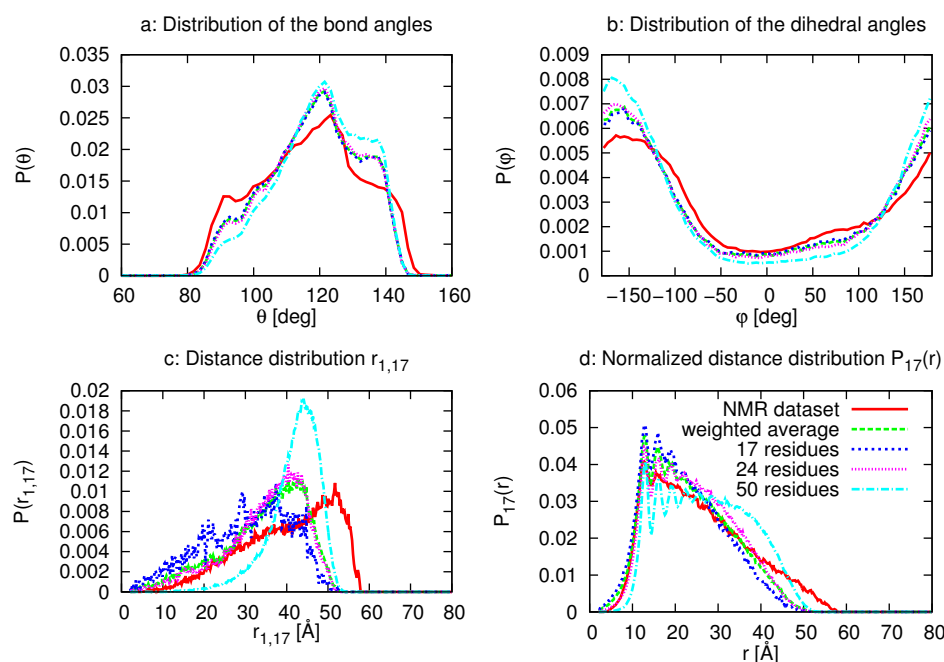 a: Distribution of the bond angles
P(θ)
0.04
0.035
0.03
0.025
0.02
0.015
0.01
0.005
0
60 80 100 120 140 160
θ [deg]
b: Distribution of the dihedral angles
P(φ)
0.009
0.008
0.007
0.006
0.005
0.004
0.003
0.002
0.001
0
−150 −100 −50 0 50 100 150
φ [deg]
c: Distance distribution r1,17
P(r1,17)
0.02
0.018
0.016
0.014
0.012
0.01
0.008
0.006
0.004
0.002
0
0 10 20 30 40 50 60 70 80
r1,17 [Å]
d: Normalized distance distribution P17(r)
P17(r)
0.06
0.05
0.04
0.03
0.02
0.01
0
0 10 20 30 40 50 60 70 80
r [Å]
NMR dataset
weighted average
17 residues
24 residues
50 residues